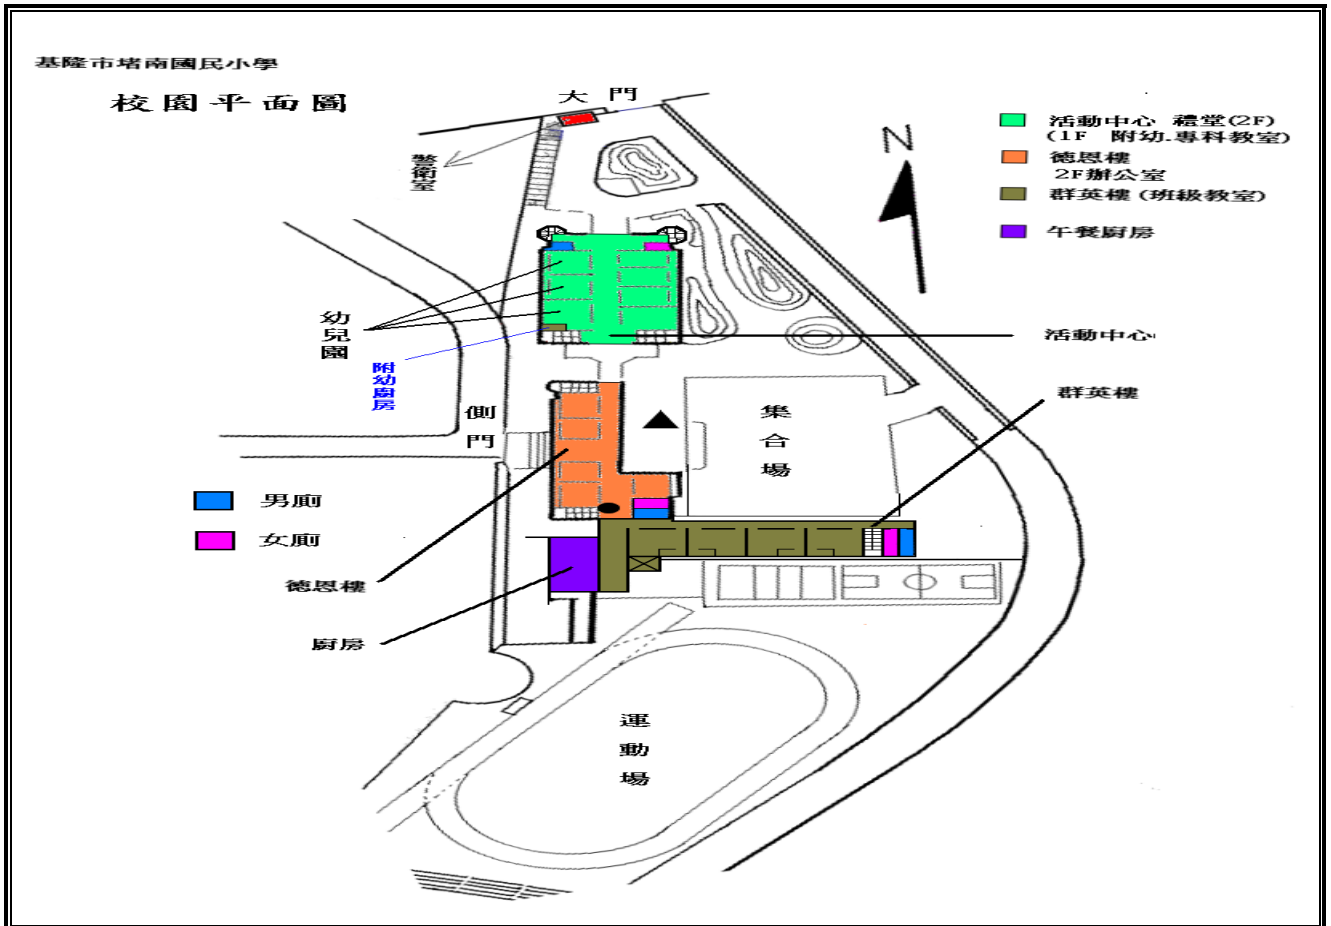 基隆市堵南國民小學
校園平面圖
大門
警衛室
N
活動中心 禮堂(2F)
(1F 附幼.專科教室)
德恩樓
2F辦公室
群英樓(班級教室)
午餐廚房
幼兒園
附幼廚房
活動中心
群英樓
側門
集合場
男廁
女廁
德恩樓
廚房
運動場